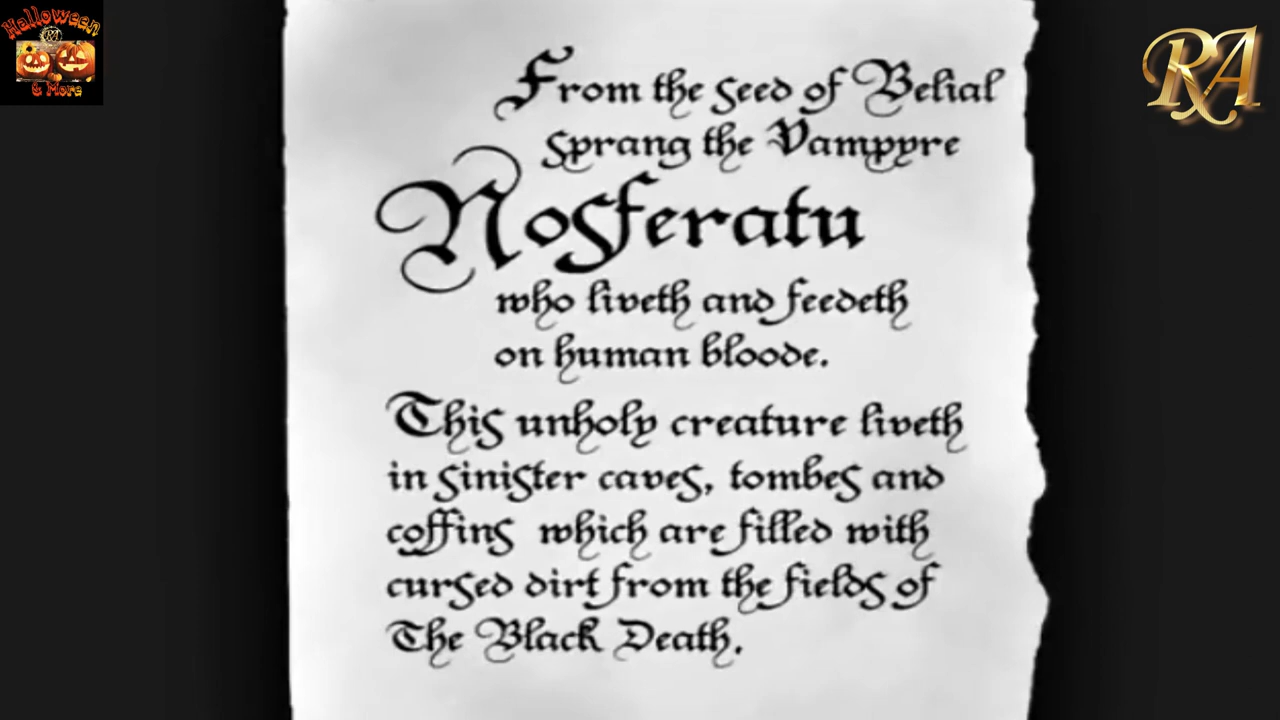 Halloween
RA
& More
RA
From the Seed of Belial
Sprang the Vampyre
Nosferatu
who liveth and feedeth
on human bloode.
This unholy creature liveth
in sinister caves, tombes and
coffins which are filled with
cursed dirt from the fields of
The Black Death.